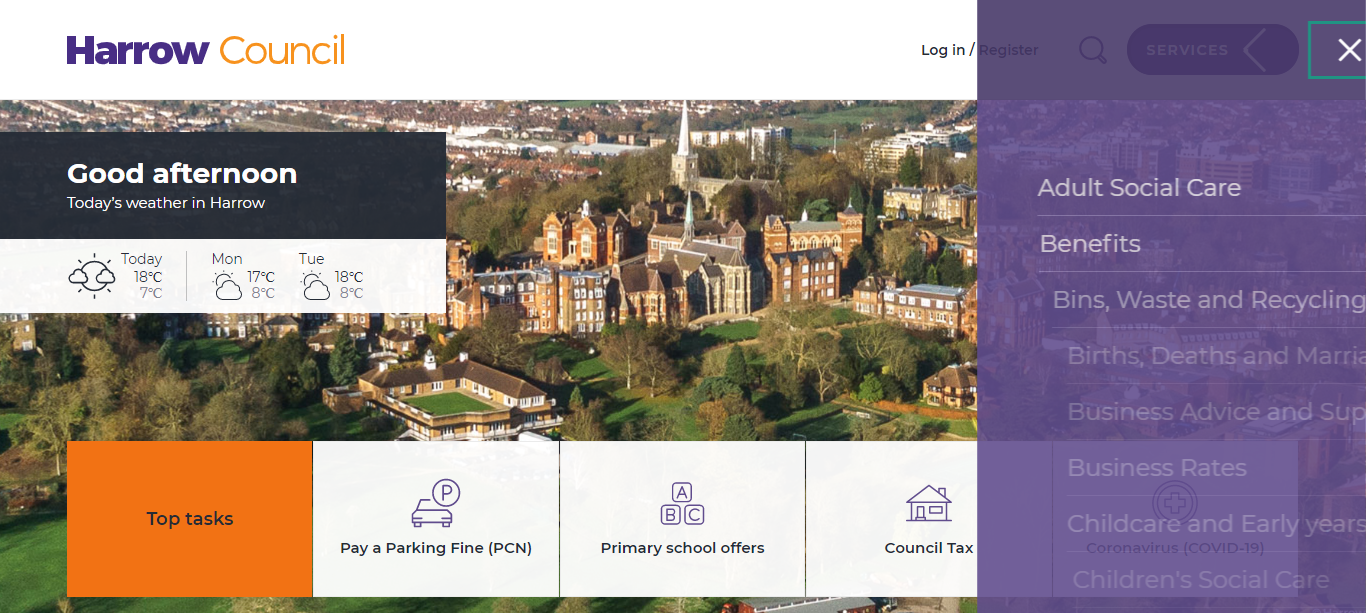 Harrow Council
Log in / Register
SERVICES
Good afternoon
Today's weather in Harrow
Today
18°C
7°C
Mon
17°C
8°C
Tue
18°C
8°C
Adult Social Care
Benefits
Bins, Waste and Recycling
Births, Deaths and Marria
Business Advice and Sup
Business Rates
Childcare and Early years
Children's Social Care
Top tasks
P
Pay a Parking Fine (PCN)
A
B C
Primary school offers
Council Tax
Coronavirus (COVID-19)